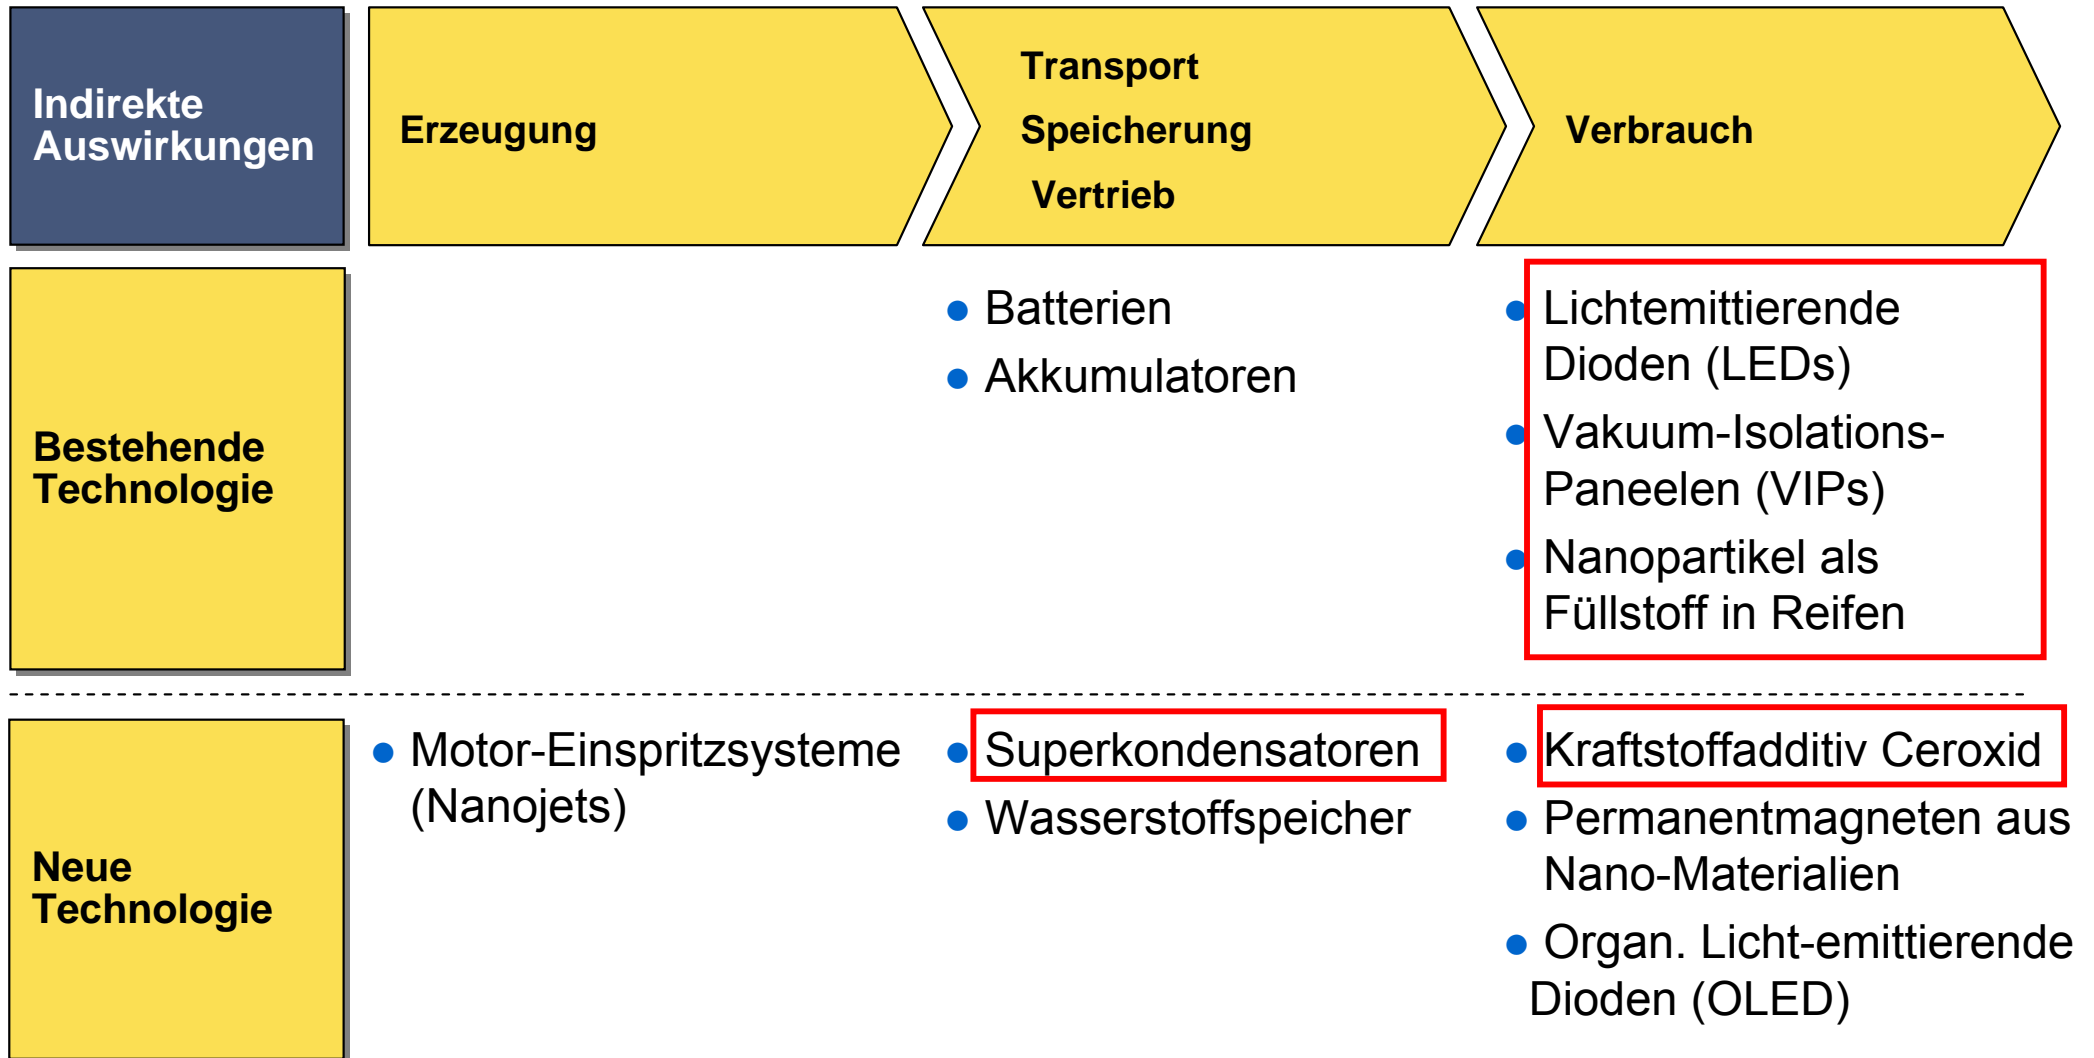 Indirekte
Auswirkungen
Erzeugung
Transport
Speicherung
Vertrieb
Verbrauch
Bestehende
Technologie
● Batterien
● Akkumulatoren
● Lichtemittierende
Dioden (LEDs)
● Vakuum-Isolations-
Paneelen (VIPs)
● Nanopartikel als
Füllstoff in Reifen
Neue
Technologie
● Motor-Einspritzsysteme
(Nanojets)
● Superkondensatoren
● Wasserstoffspeicher
● Kraftstoffadditiv Ceroxid
● Permanentmagneten aus
Nano-Materialien
● Organ. Licht-emittierende
Dioden (OLED)